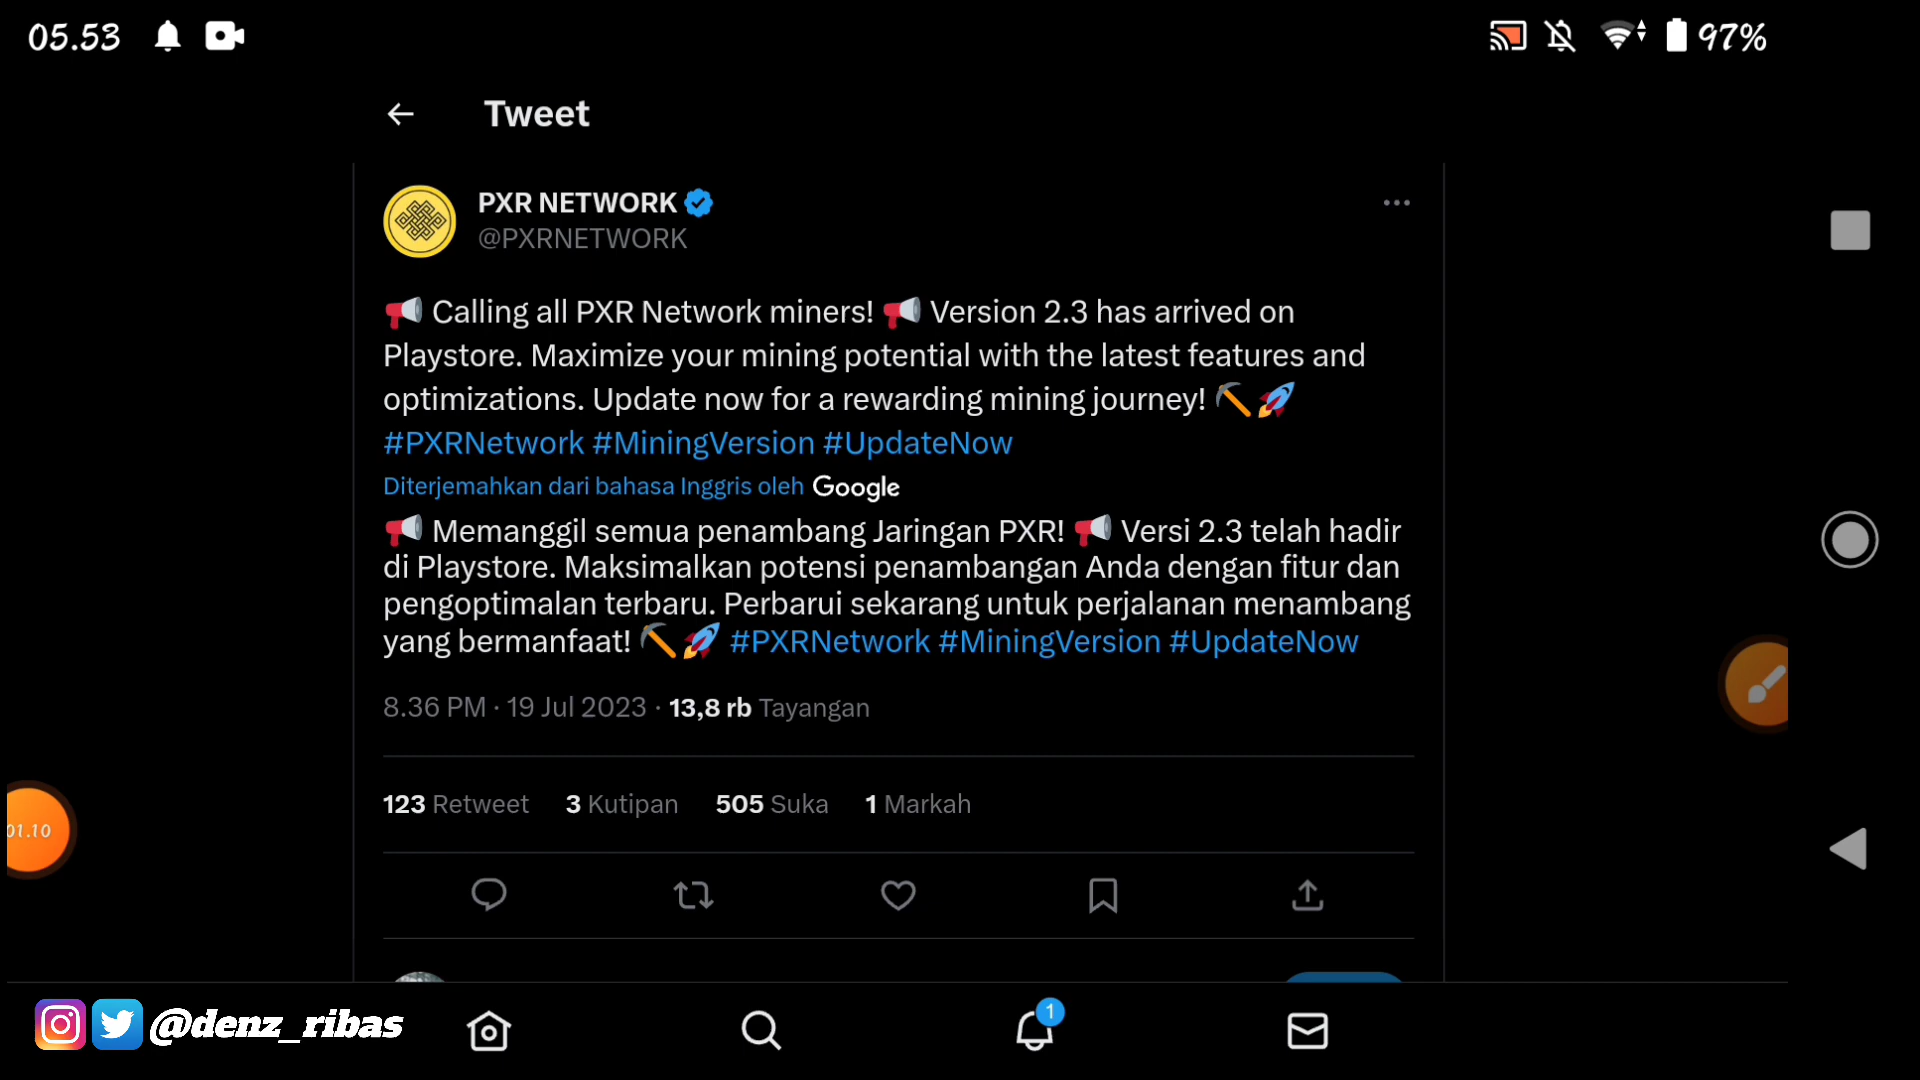 05.53
97%
Tweet
PXR NETWORK
@PXRNETWORK
📢 Calling all PXR Network miners! 📢 Version 2.3 has arrived on
Playstore. Maximize your mining potential with the latest features and
optimizations. Update now for a rewarding mining journey! ⛏️🚀
#PXRNetwork #MiningVersion #UpdateNow
Diterjemahkan dari bahasa Inggris oleh Google
📢 Memanggil semua penambang Jaringan PXR! 📢 Versi 2.3 telah hadir
di Playstore. Maksimalkan potensi penambangan Anda dengan fitur dan
pengoptimalan terbaru. Perbarui sekarang untuk perjalanan menambang
yang bermanfaat! ⛏️🚀 #PXRNetwork #MiningVersion #UpdateNow
8.36 PM · 19 Jul 2023 · 13,8 rb Tayangan
123 Retweet 3 Kutipan 505 Suka 1 Markah
01.10
@denz_ribas
1